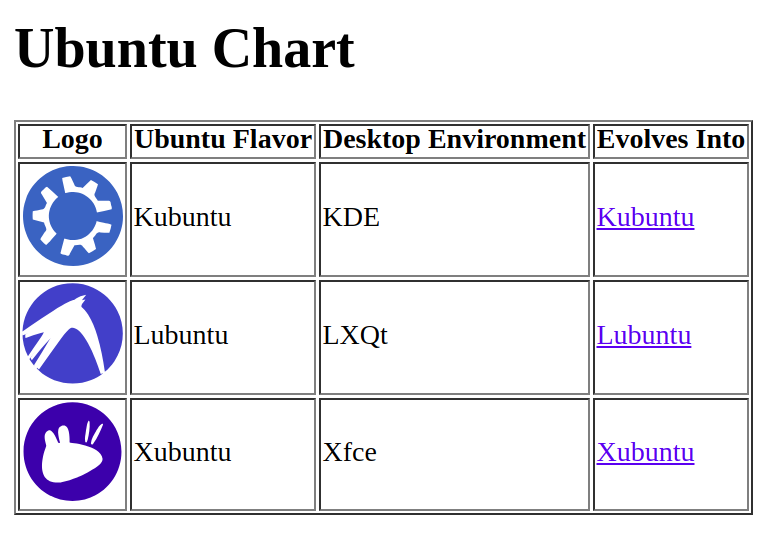 Ubuntu Chart
Logo Ubuntu Flavor Desktop Environment Evolves Into
Kubuntu KDE Kubuntu
Lubuntu LXQt Lubuntu
Xubuntu Xfce Xubuntu